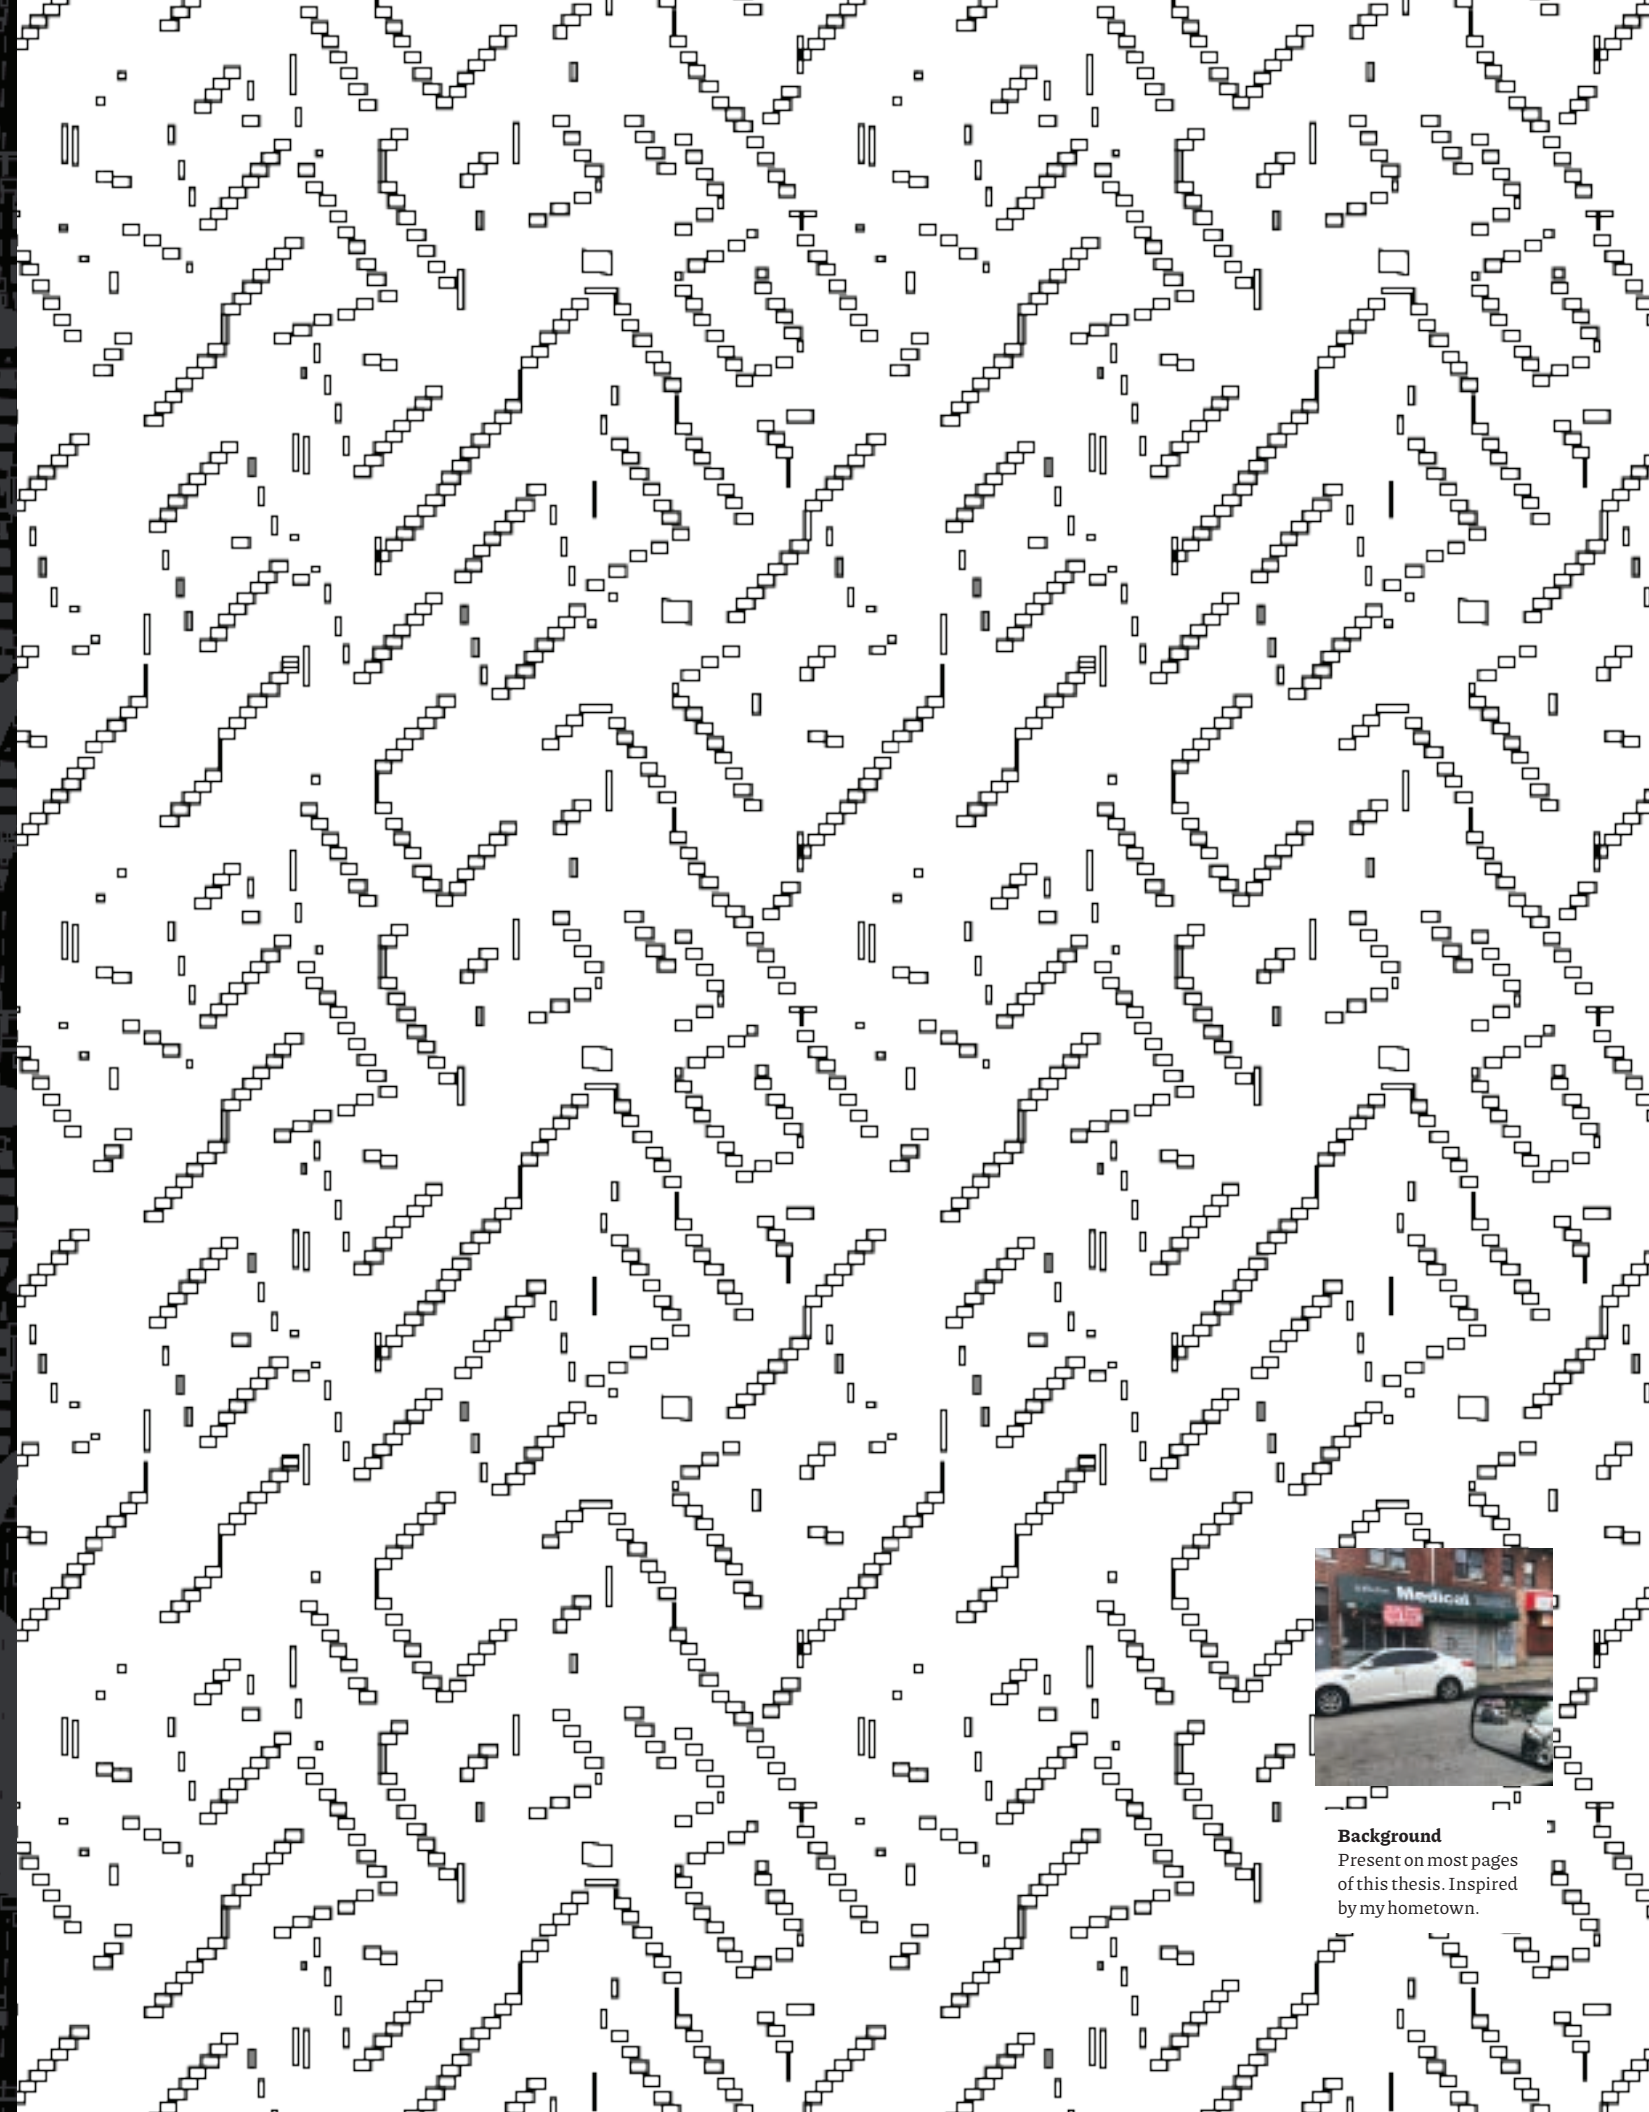 Medical
Background
Present on most pages
of this thesis. Inspired
by my hometown.